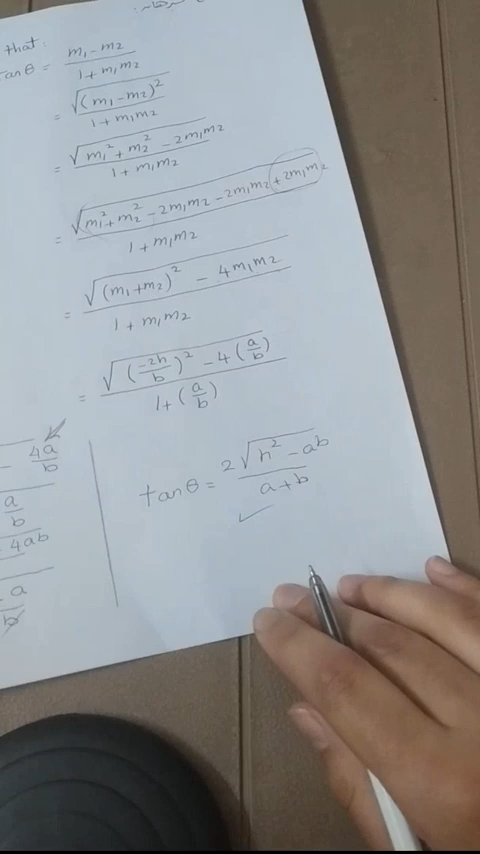 that:
tanθ = (m₁ - m₂) / (1 + m₁m₂)
= √((m₁ - m₂)²) / (1 + m₁m₂)
= √(m₁² + m₂² - 2m₁m₂) / (1 + m₁m₂)
= √(m₁² + m₂² - 2m₁m₂ - 2m₁m₂ + 2m₁m₂) / (1 + m₁m₂)
= √((m₁+m₂)² - 4m₁m₂) / (1 + m₁m₂)
= √((-2h/b)² - 4(a/b)) / (1 + (a/b))
- 4a/b
a/b
- 4ab
a
b
tanθ = 2√(h² - ab) / (a+b)